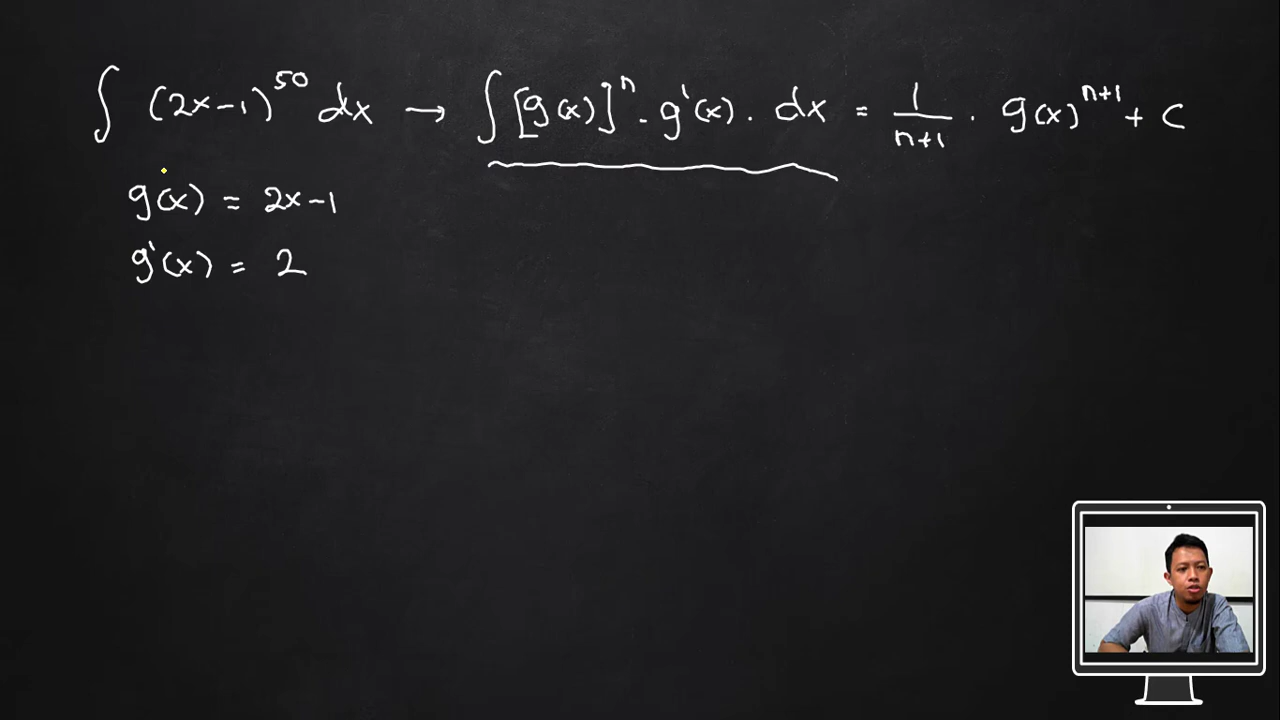 ∫ (2x-1)^50 dx → ∫ [g(x)]^n · g'(x) · dx = 1/(n+1) · g(x)^(n+1) + C
g(x) = 2x-1
g'(x) = 2